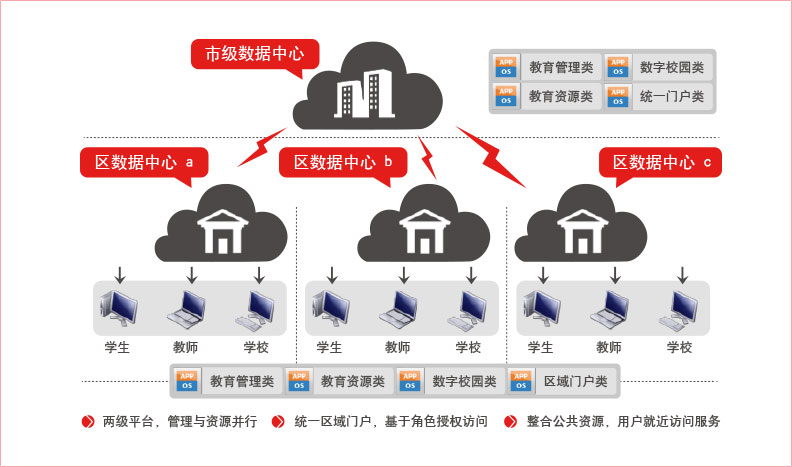 市级数据中心
APP OS 教育管理类
APP OS 数字校园类
APP OS 教育资源类
APP OS 统一门户类
区数据中心 a
区数据中心 b
区数据中心 c
学生
教师
学校
学生
教师
学校
学生
教师
学校
APP OS 教育管理类
APP OS 教育资源类
APP OS 数字校园类
APP OS 区域门户类
两级平台，管理与资源并行
统一区域门户，基于角色授权访问
整合公共资源，用户就近访问服务